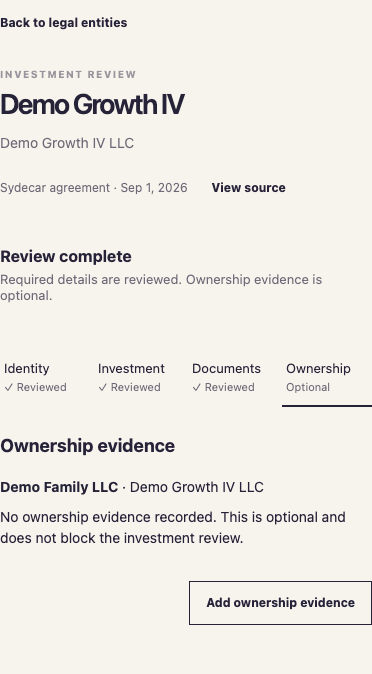 Back to legal entities
INVESTMENT REVIEW
Demo Growth IV
Demo Growth IV LLC
Sydecar agreement · Sep 1, 2026 View source
Review complete
Required details are reviewed. Ownership evidence is
optional.
Identity Investment Documents Ownership
✓ Reviewed ✓ Reviewed ✓ Reviewed Optional
Ownership evidence
Demo Family LLC · Demo Growth IV LLC
No ownership evidence recorded. This is optional and
does not block the investment review.
Add ownership evidence